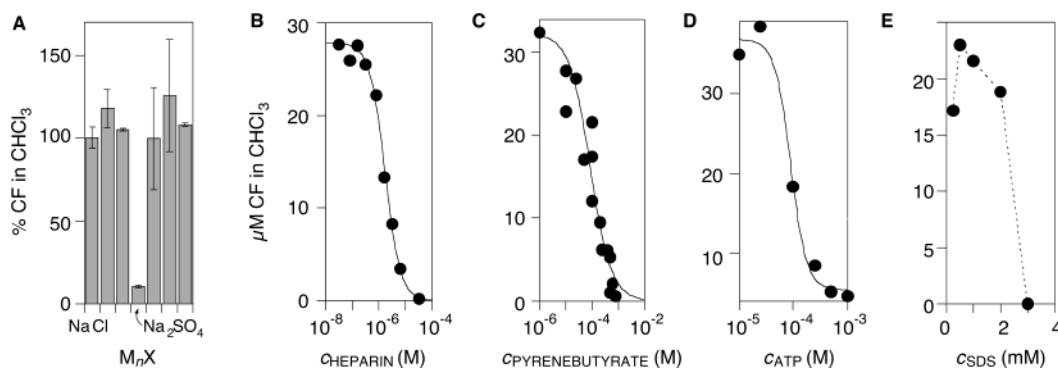 A
B
C
D
E
% CF in CHCl3
150
100
50
0
NaCl
Na2SO4
MnX
µM CF in CHCl3
30
20
10
0
10-8 10-6 10-4
cHEPARIN (M)
30
20
10
0
10-6 10-4 10-2
cPYRENEBUTYRATE (M)
30
20
10
10-5 10-4 10-3
cATP (M)
20
15
10
5
0
0 2 4
cSDS (mM)